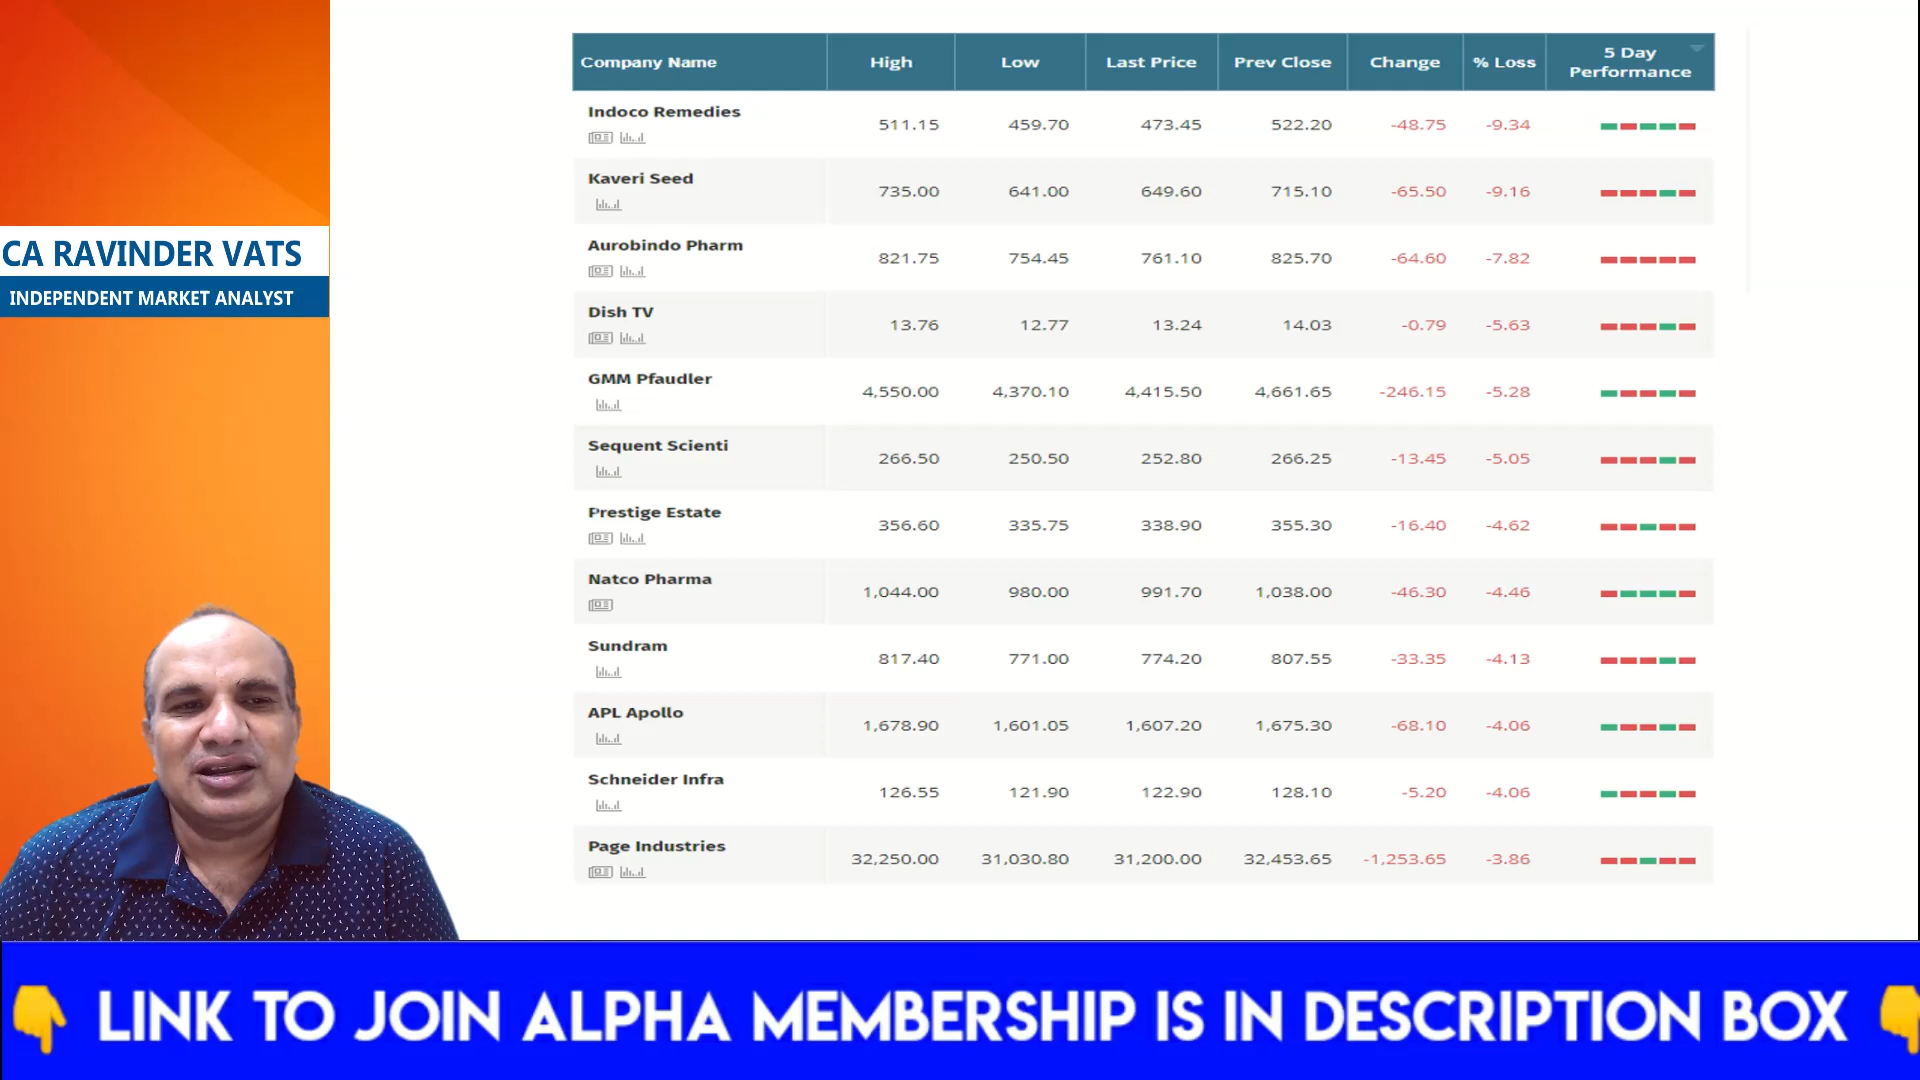 CA RAVINDER VATS
INDEPENDENT MARKET ANALYST
Company Name High Low Last Price Prev Close Change % Loss 5 Day Performance
Indoco Remedies 511.15 459.70 473.45 522.20 -48.75 -9.34
Kaveri Seed 735.00 641.00 649.60 715.10 -65.50 -9.16
Aurobindo Pharm 821.75 754.45 761.10 825.70 -64.60 -7.82
Dish TV 13.76 12.77 13.24 14.03 -0.79 -5.63
GMM Pfaudler 4,550.00 4,370.10 4,415.50 4,661.65 -246.15 -5.28
Sequent Scienti 266.50 250.50 252.80 266.25 -13.45 -5.05
Prestige Estate 356.60 335.75 338.90 355.30 -16.40 -4.62
Natco Pharma 1,044.00 980.00 991.70 1,038.00 -46.30 -4.46
Sundram 817.40 771.00 774.20 807.55 -33.35 -4.13
APL Apollo 1,678.90 1,601.05 1,607.20 1,675.30 -68.10 -4.06
Schneider Infra 126.55 121.90 122.90 128.10 -5.20 -4.06
Page Industries 32,250.00 31,030.80 31,200.00 32,453.65 -1,253.65 -3.86
LINK TO JOIN ALPHA MEMBERSHIP IS IN DESCRIPTION BOX